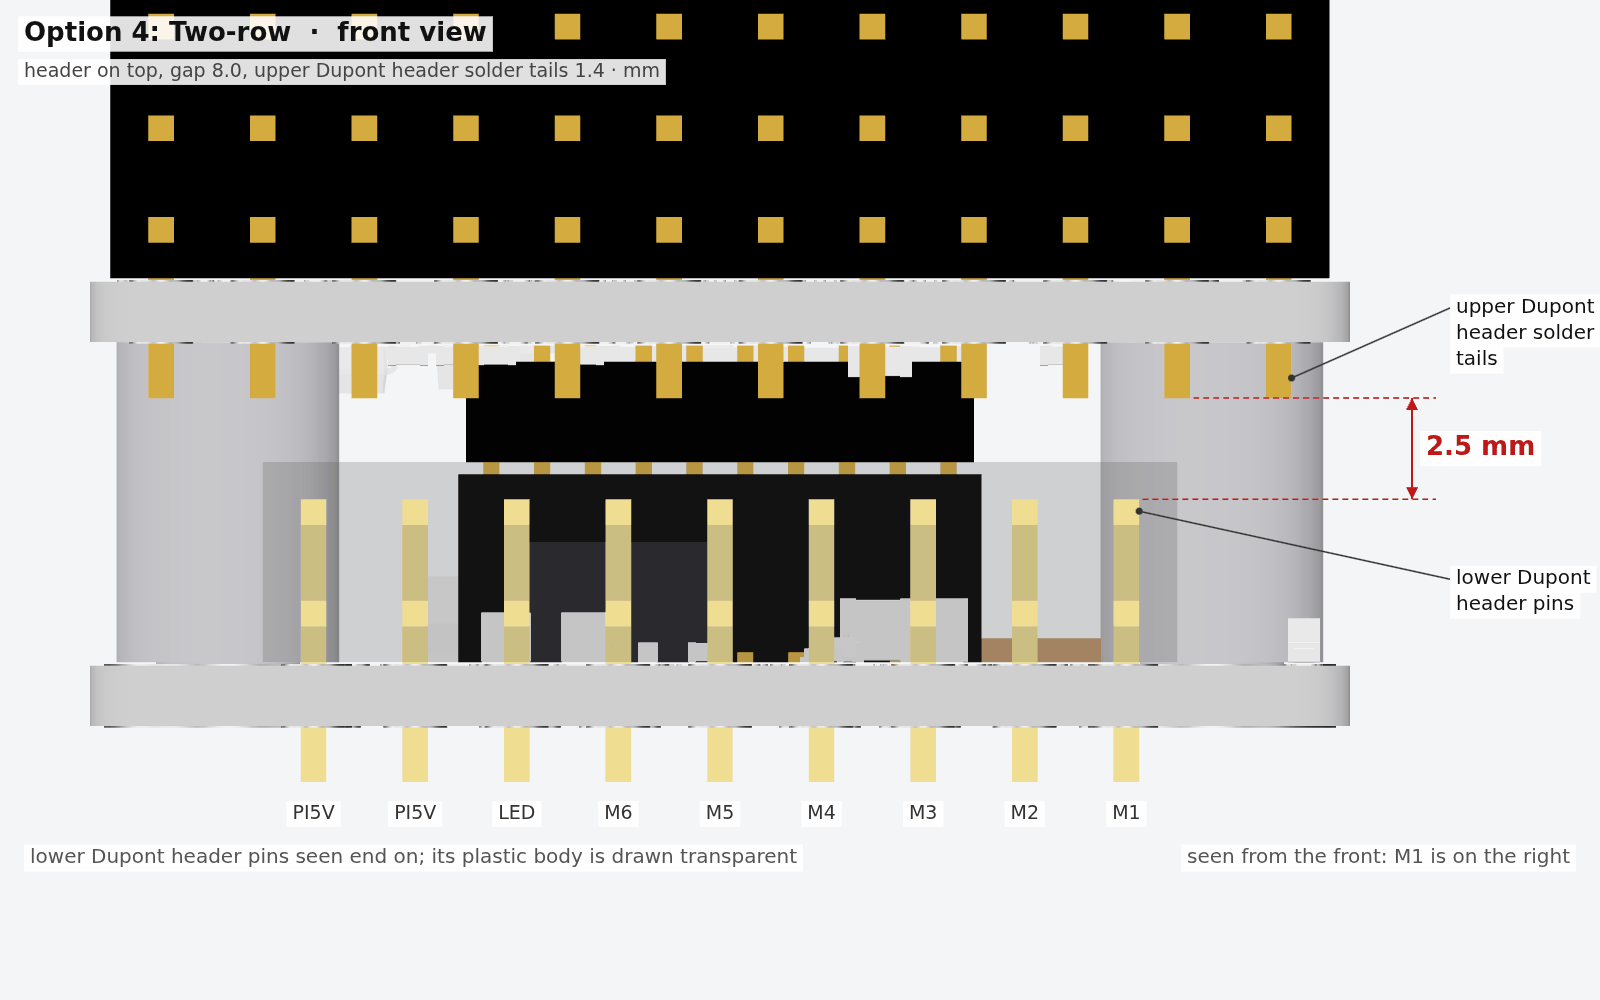 Option 4: Two-row · front view
header on top, gap 8.0, upper Dupont header solder tails 1.4 · mm
upper Dupont
header solder
tails
2.5 mm
lower Dupont
header pins
PI5V PI5V LED M6 M5 M4 M3 M2 M1
lower Dupont header pins seen end on; its plastic body is drawn transparent
seen from the front: M1 is on the right